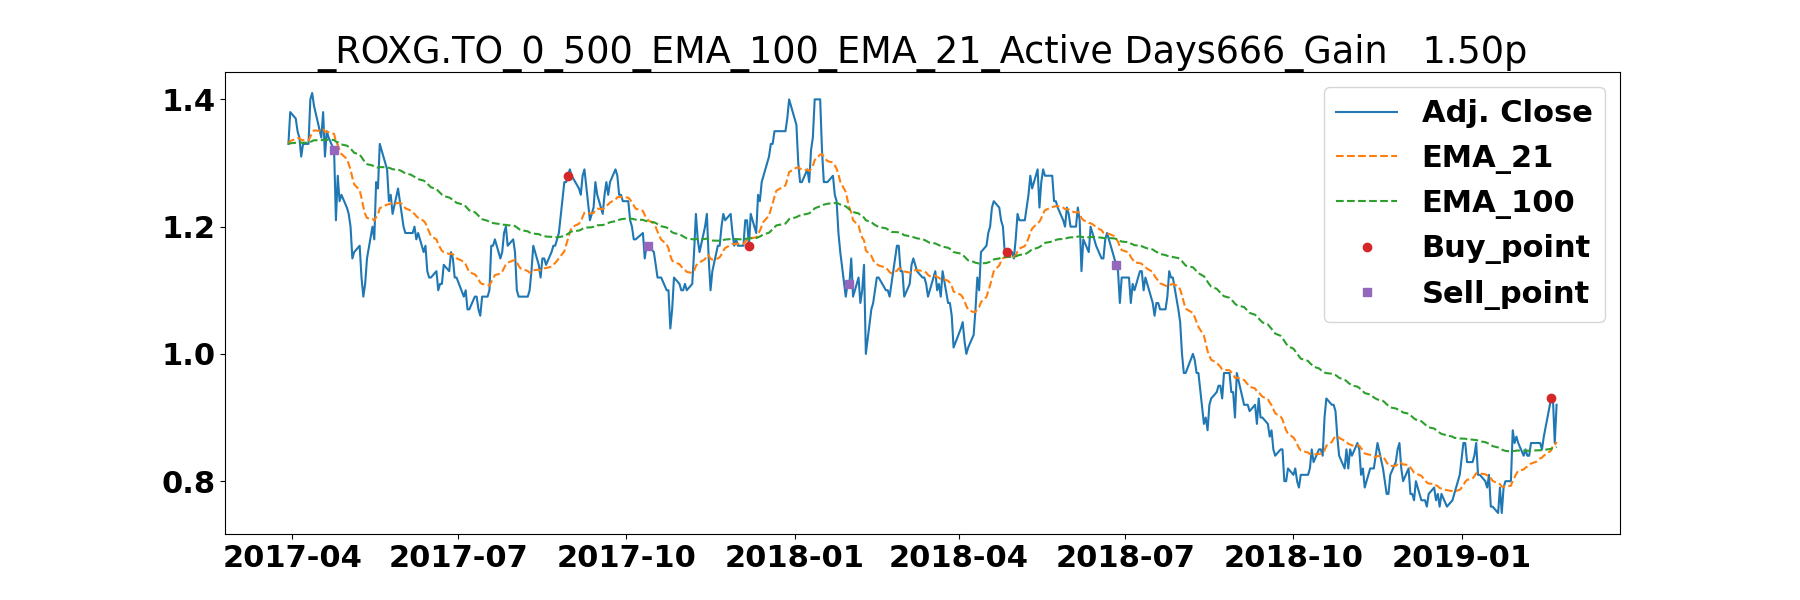 _ROXG.TO_0_500_EMA_100_EMA_21_Active Days666_Gain   1.50p
1.4
1.2
1.0
0.8
Adj. Close
EMA_21
EMA_100
Buy_point
Sell_point
2017-04 2017-07 2017-10 2018-01 2018-04 2018-07 2018-10 2019-01